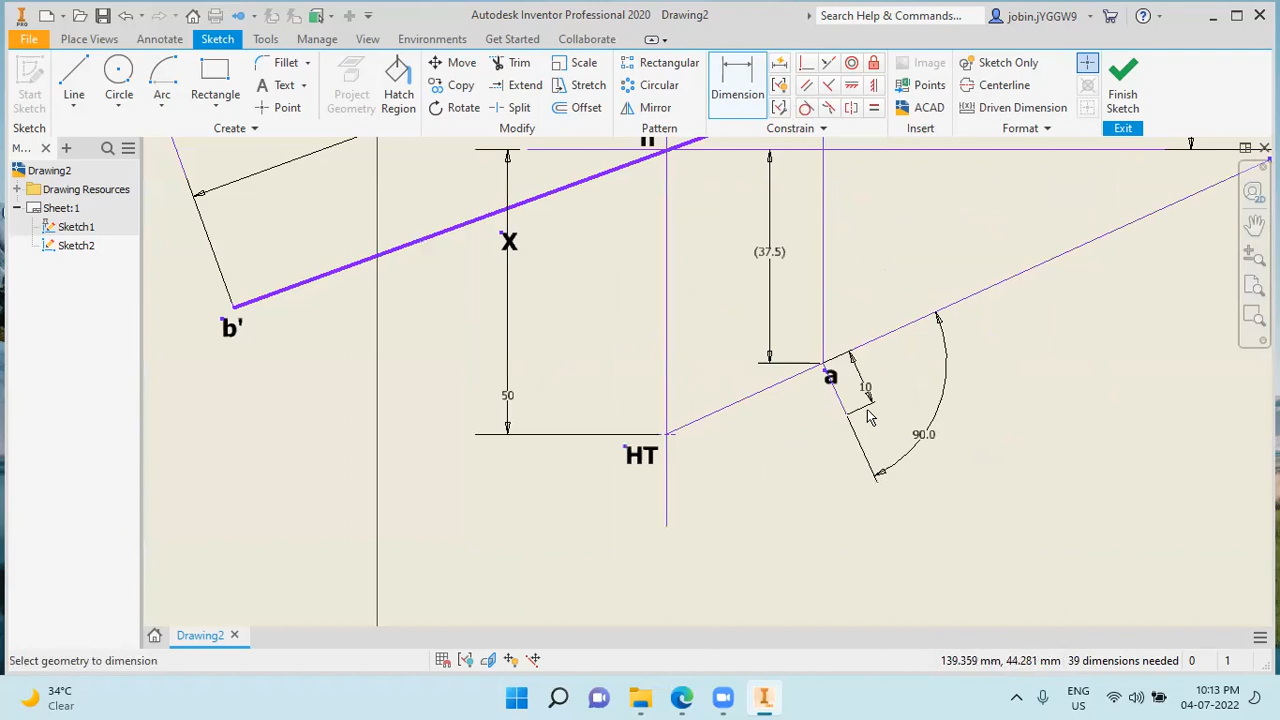 PRO
Autodesk Inventor Professional 2020 Drawing2
Search Help & Commands...
jobin.jYGGW9
File Place Views Annotate Sketch Tools Manage View Environments Get Started Collaborate
Start Sketch
Line
Circle
Arc
Rectangle
Fillet
Text
Point
Project Geometry
Hatch Region
Move
Copy
Rotate
Trim
Extend
Split
Scale
Stretch
Offset
Rectangular
Circular
Mirror
Dimension
Image
Points
ACAD
Sketch Only
Centerline
Driven Dimension
Finish Sketch
Sketch Create Modify Pattern Constrain Insert Format Exit
M...
Drawing2
Drawing Resources
Sheet:1
Sketch1
Sketch2
2D
(37.5)
X
b'
a
10
50
90.0
HT
Drawing2
Select geometry to dimension
139.359 mm, 44.281 mm 39 dimensions needed 0 1
34°C
Clear
ENG
US
10:13 PM
04-07-2022